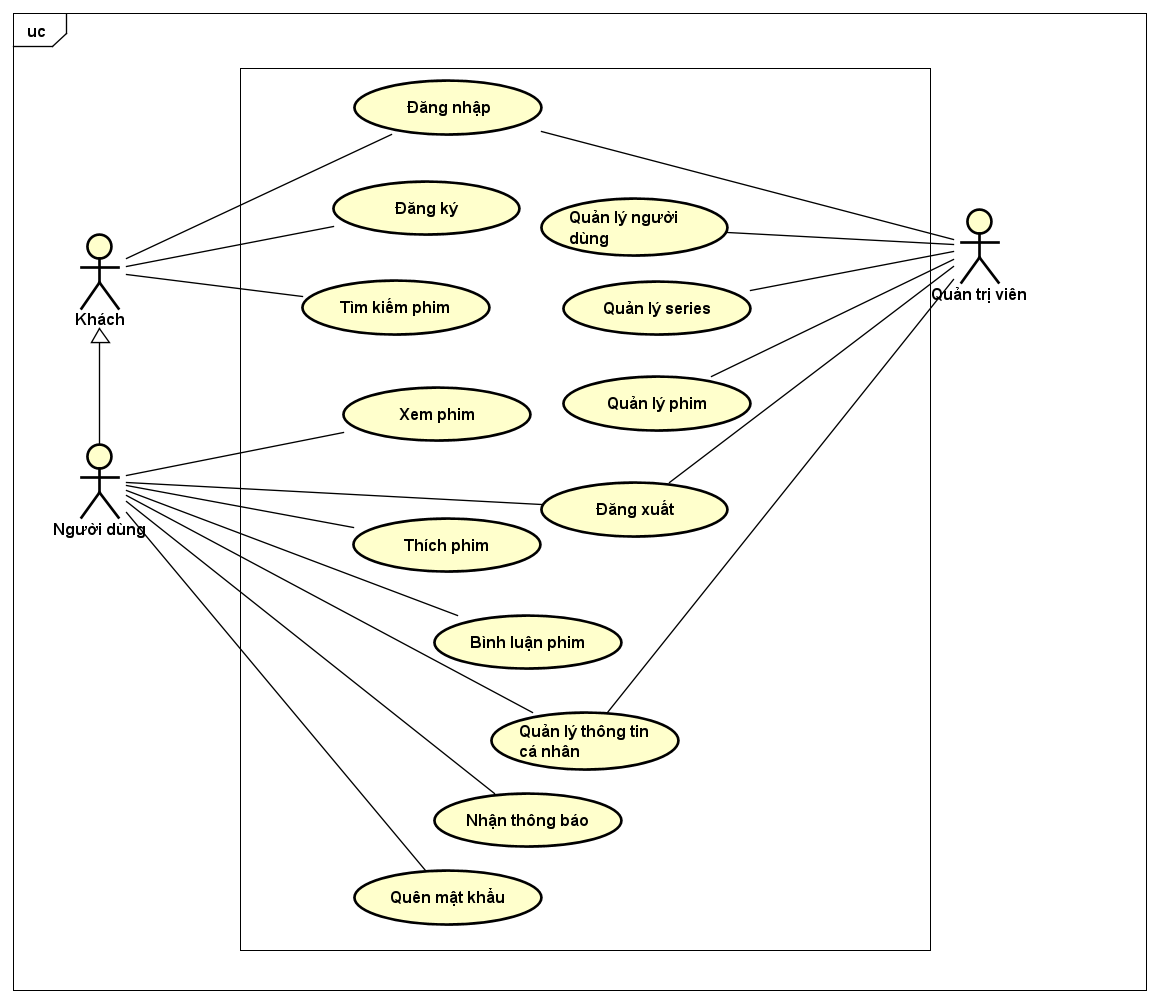 uc
Đăng nhập
Đăng ký
Quản lý người
dùng
Khách
Tìm kiếm phim
Quản lý series
Quản trị viên
Xem phim
Quản lý phim
Người dùng
Đăng xuất
Thích phim
Bình luận phim
Quản lý thông tin
cá nhân
Nhận thông báo
Quên mật khẩu